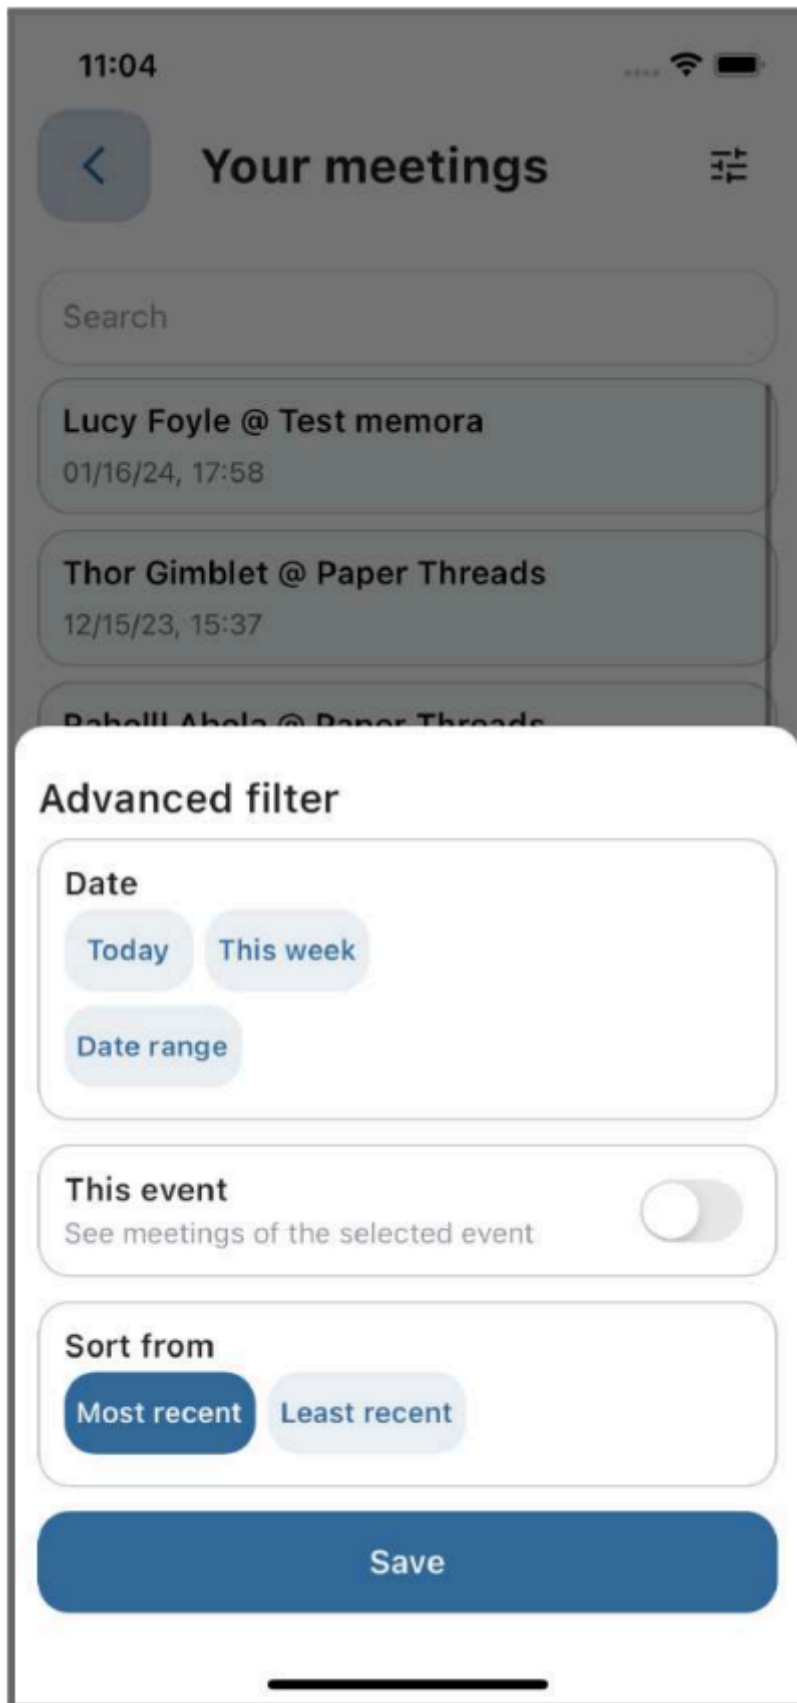 11:04
Your meetings
Search
Lucy Foyle @ Test memora
01/16/24, 17:58
Thor Gimblet @ Paper Threads
12/15/23, 15:37
@ Paper Threads
Advanced filter
Date
Today This week
Date range
This event
See meetings of the selected event
Sort from
Most recent Least recent
Save